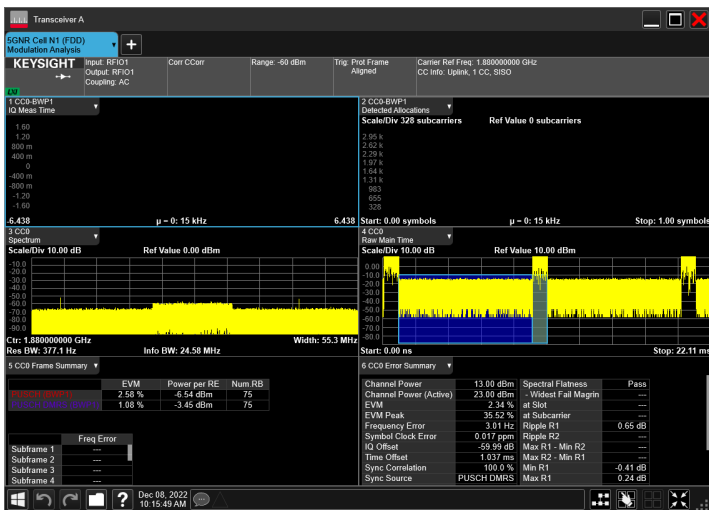 Transceiver A
5GNR Cell N1 (FDD)
Modulation Analysis
KEYSIGHT
Input: RFIO1
Output: RFIO1
Coupling: AC
Corr CCorr
Range: -60 dBm
Trig: Prot Frame
Aligned
Carrier Ref Freq: 1.880000000 GHz
CC Info: Uplink, 1 CC, SISO
LXI
1 CC0-BWP1
IQ Meas Time
1.60
1.20
800 m
400 m
0
-400 m
-800 m
-1.20
-1.60
-6.438
μ – 0: 15 kHz
6.438
2 CC0-BWP1
Detected Allocations
Scale/Div 328 subcarriers
Ref Value 0 subcarriers
2.95 k
2.62 k
2.29 k
1.97 k
1.64 k
1.31 k
983
655
328
Start: 0.00 symbols
μ – 0: 15 kHz
Stop: 1.00 symbols
3 CC0
Spectrum
Scale/Div 10.00 dB
Ref Value 0.00 dBm
-10.0
-20.0
-30.0
-40.0
-50.0
-60.0
-70.0
-80.0
-90.0
Ctr: 1.880000000 GHz
Width: 55.3 MHz
Res BW: 377.1 Hz
Info BW: 24.58 MHz
4 CC0
Raw Main Time
Scale/Div 10.00 dB
Ref Value 10.00 dBm
0.00
-10.0
-20.0
-30.0
-40.0
-50.0
-60.0
-70.0
-80.0
Start: 0.00 ns
Stop: 22.11 ms
5 CC0 Frame Summary
EVM Power per RE Num.RB
PUSCH (BWP1) 2.58 % -6.54 dBm 75
1.08 % -3.45 dBm 75
Freq Error
Subframe 1 ---
Subframe 2 ---
Subframe 3 ---
Subframe 4 ---
6 CC0 Error Summary
Channel Power 13.00 dBm Spectral Flatness Pass
Channel Power (Active) 23.00 dBm - Widest Fail Magrin ---
EVM 2.34 % at Slot ---
EVM Peak 35.52 % at Subcarrier ---
Frequency Error 3.01 Hz Ripple R1 0.65 dB
Symbol Clock Error 0.017 ppm Ripple R2 ---
IQ Offset -59.99 dB Max R1 - Min R2 ---
Time Offset 1.037 ms Max R2 - Min R1 ---
Sync Correlation 100.0 % Min R1 -0.41 dB
Sync Source PUSCH DMRS Max R1 0.24 dB
Dec 08, 2022
10:15:49 AM